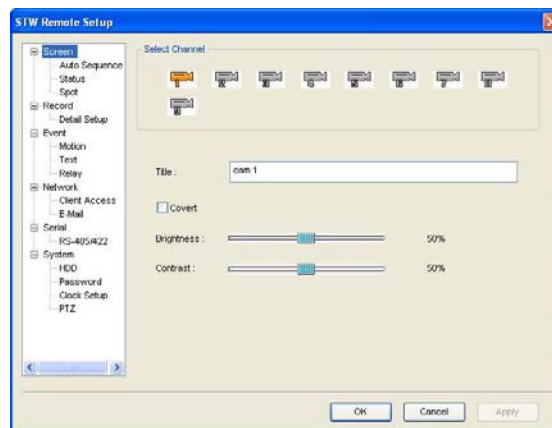 STW Remote Setup
Screen
Auto Sequence
Status
Spot
Record
Detail Setup
Event
Motion
Text
Relay
Network
Client Access
E-Mail
Serial
RS-485/422
System
HDD
Password
Clock Setup
PTZ
Select Channel
Title :
cam 1
Covert
Brightness :
50%
Contrast :
50%
OK
Cancel
Apply